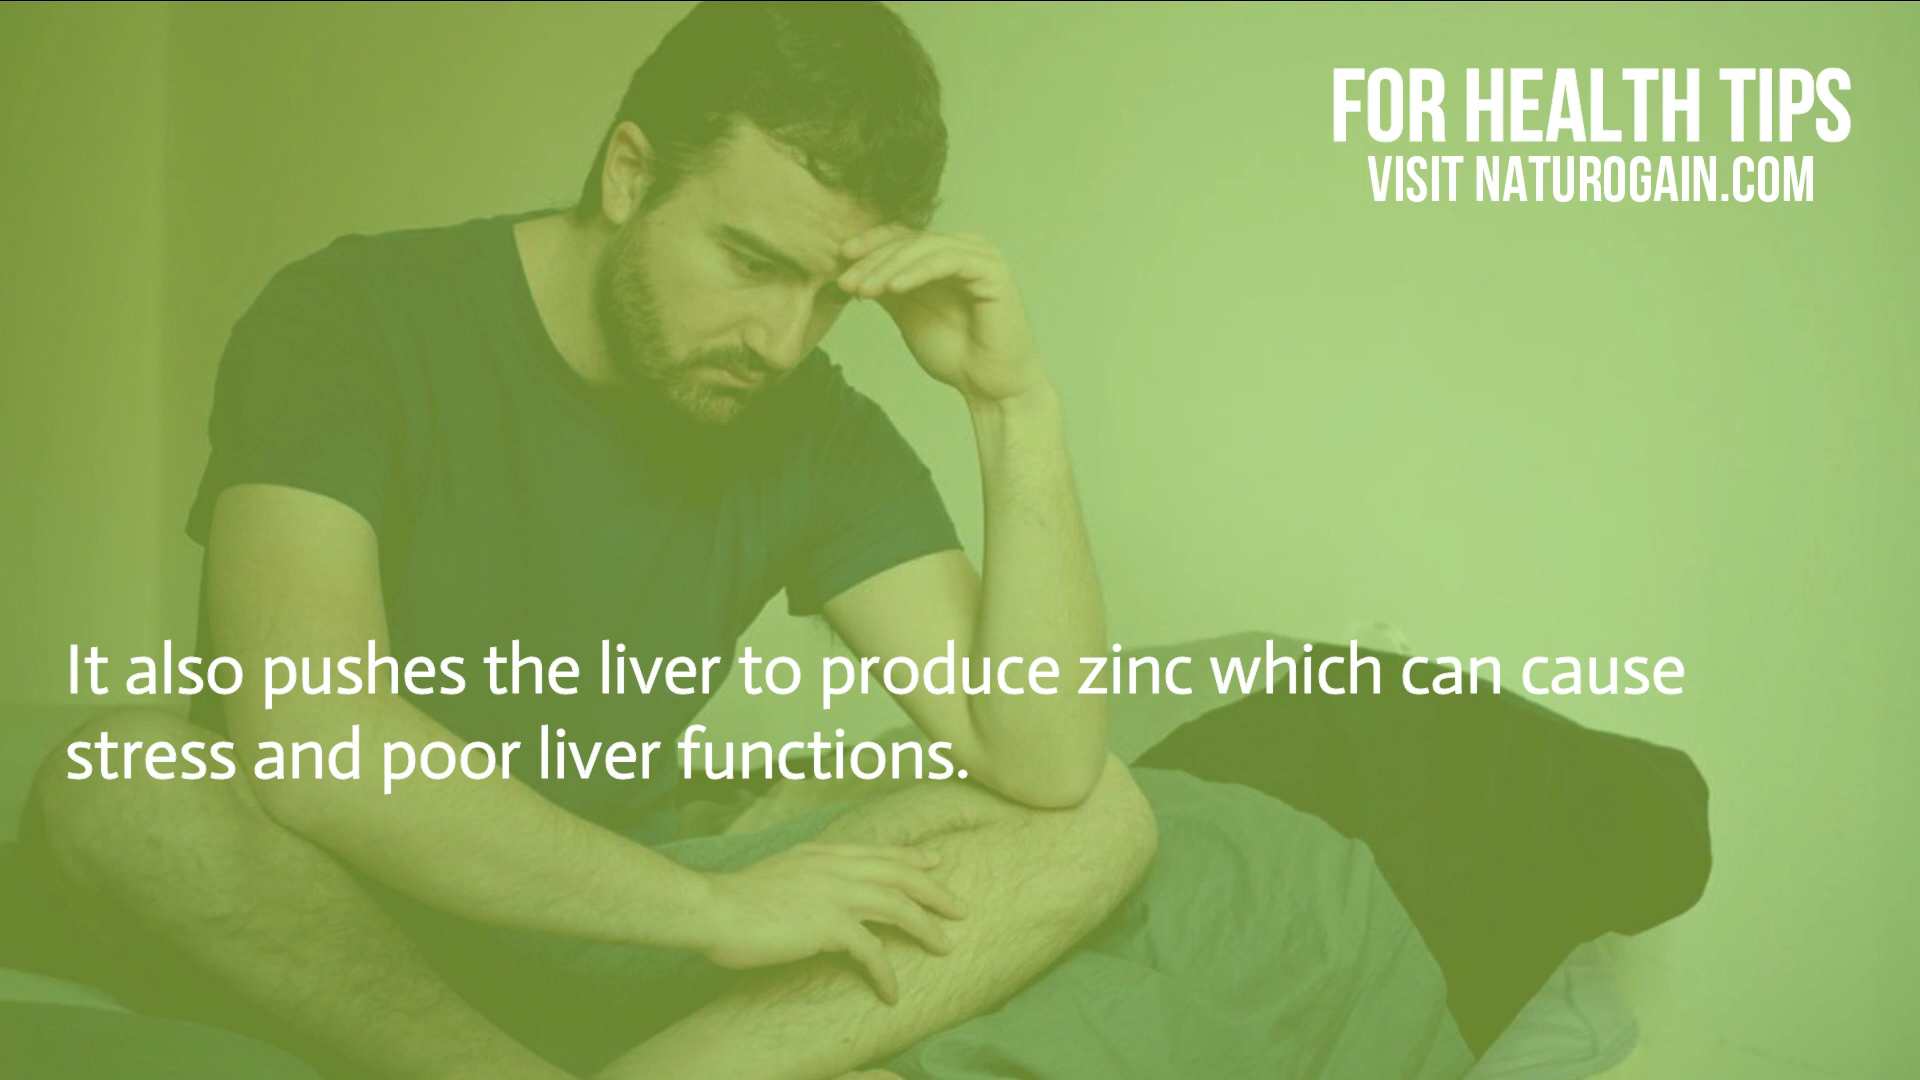 FOR HEALTH TIPS
VISIT NATUROGAIN.COM
It also pushes the liver to produce zinc which can cause
stress and poor liver functions.